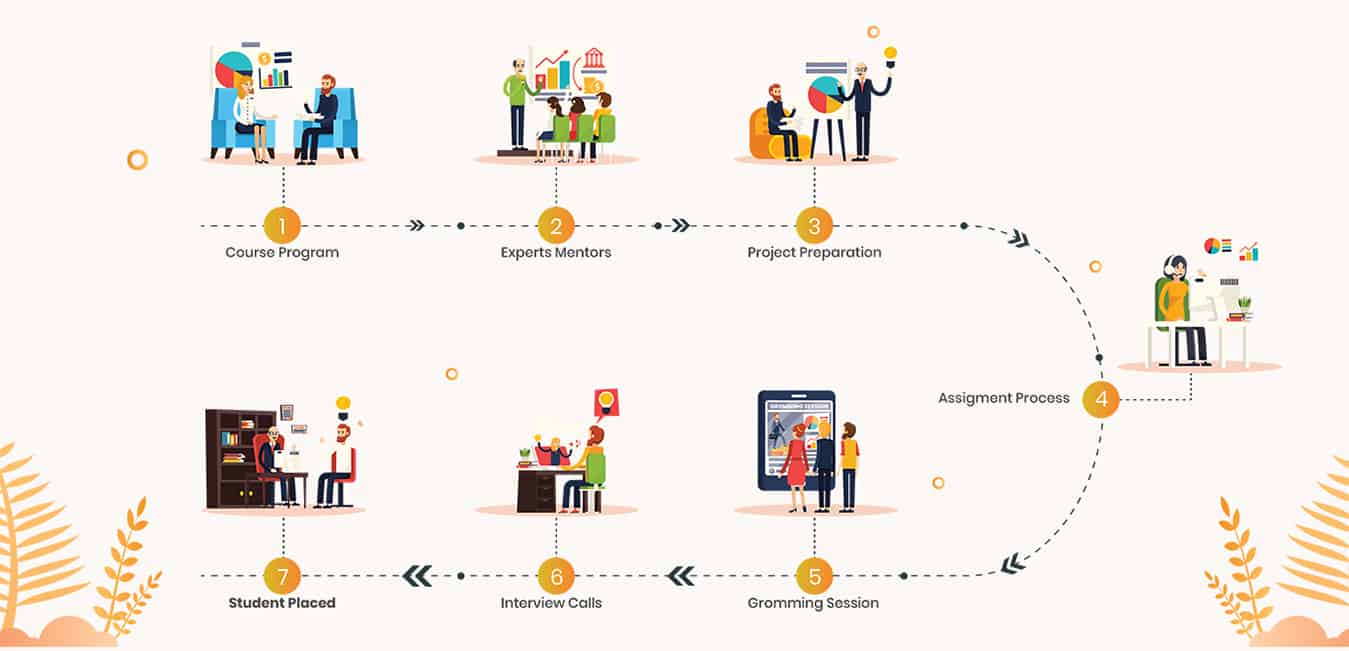 1
Course Program
2
Experts Mentors
3
Project Preparation
Assigment Process
4
GROMMING SESSION
5
Gromming Session
6
Interview Calls
7
Student Placed